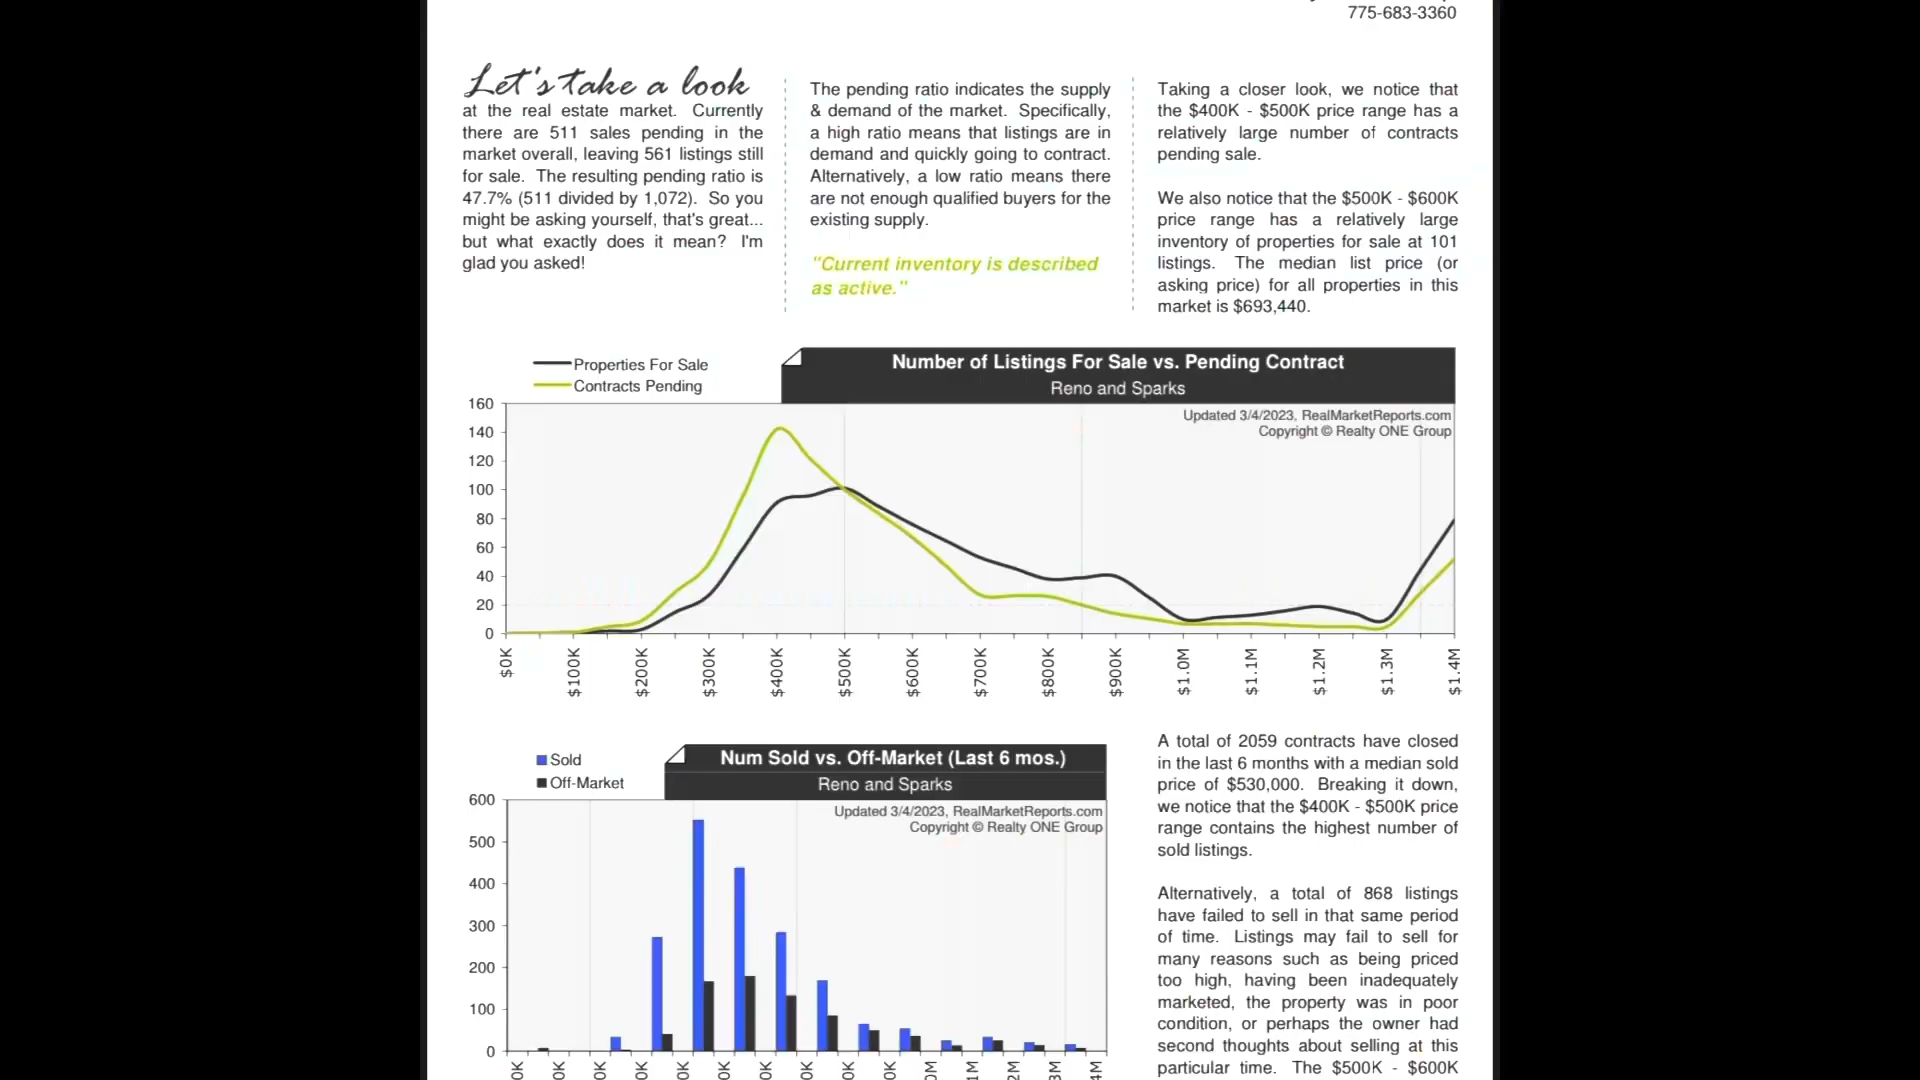 775-683-3360
Let's take a look
at the real estate market. Currently
there are 511 sales pending in the
market overall, leaving 561 listings still
for sale. The resulting pending ratio is
47.7% (511 divided by 1,072). So you
might be asking yourself, that's great...
but what exactly does it mean? I'm
glad you asked!
The pending ratio indicates the supply
& demand of the market. Specifically,
a high ratio means that listings are in
demand and quickly going to contract.
Alternatively, a low ratio means there
are not enough qualified buyers for the
existing supply.
"Current inventory is described
as active."
Taking a closer look, we notice that
the $400K - $500K price range has a
relatively large number of contracts
pending sale.
We also notice that the $500K - $600K
price range has a relatively large
inventory of properties for sale at 101
listings. The median list price (or
asking price) for all properties in this
market is $693,440.
Properties For Sale
Contracts Pending
Number of Listings For Sale vs. Pending Contract
Reno and Sparks
Updated 3/4/2023, RealMarketReports.com
Copyright © Realty ONE Group
160
140
120
100
80
60
40
20
0
$0K
$100K
$200K
$300K
$400K
$500K
$600K
$700K
$800K
$900K
$1.0M
$1.1M
$1.2M
$1.3M
$1.4M
Sold
Off-Market
Num Sold vs. Off-Market (Last 6 mos.)
Reno and Sparks
Updated 3/4/2023, RealMarketReports.com
Copyright © Realty ONE Group
600
500
400
300
200
100
0
0K
0K
0K
0K
0K
0K
0K
0K
0K
0K
0M
1M
2M
3M
4M
A total of 2059 contracts have closed
in the last 6 months with a median sold
price of $530,000. Breaking it down,
we notice that the $400K - $500K price
range contains the highest number of
sold listings.
Alternatively, a total of 868 listings
have failed to sell in that same period
of time. Listings may fail to sell for
many reasons such as being priced
too high, having been inadequately
marketed, the property was in poor
condition, or perhaps the owner had
second thoughts about selling at this
particular time. The $500K - $600K